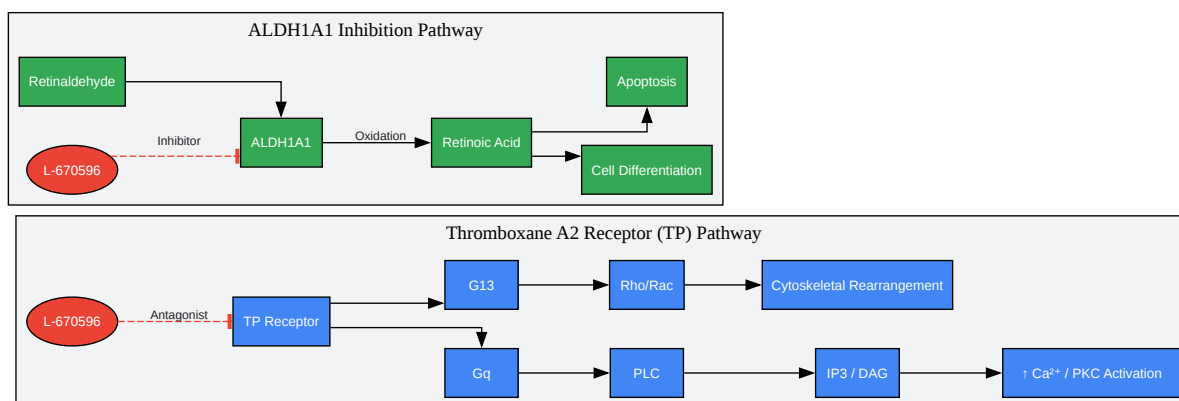 ALDH1A1 Inhibition Pathway
Retinaldehyde
Apoptosis
Inhibitor
ALDH1A1
Oxidation
Retinoic Acid
L-670596
Cell Differentiation
Thromboxane A2 Receptor (TP) Pathway
G13
Rho/Rac
Cytoskeletal Rearrangement
L-670596
Antagonist
TP Receptor
Gq
PLC
IP3 / DAG
↑ Ca²⁺ / PKC Activation